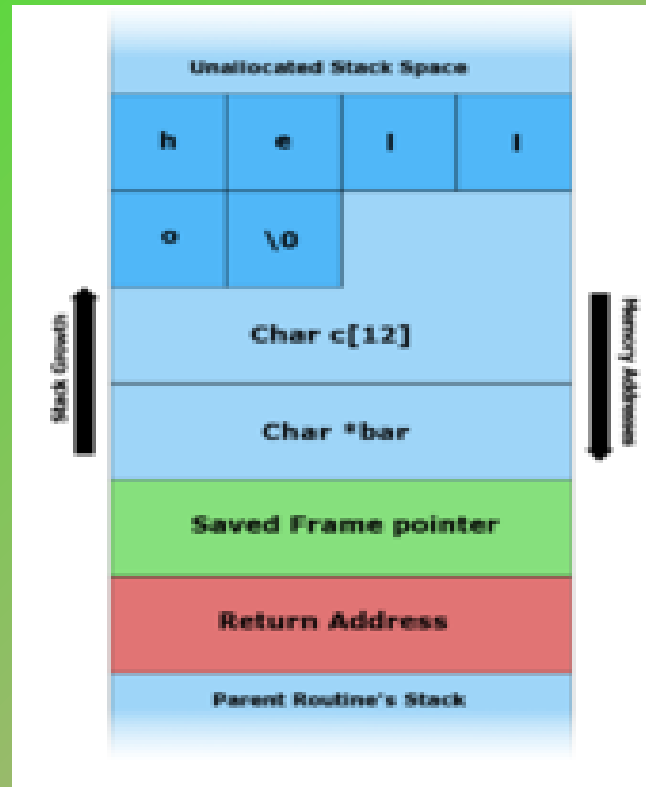 Unallocated Stack Space
h e l l
o \0
Char c[12]
Stack Growth
Memory Addresses
Char *bar
Saved Frame pointer
Return Address
Parent Routine's Stack